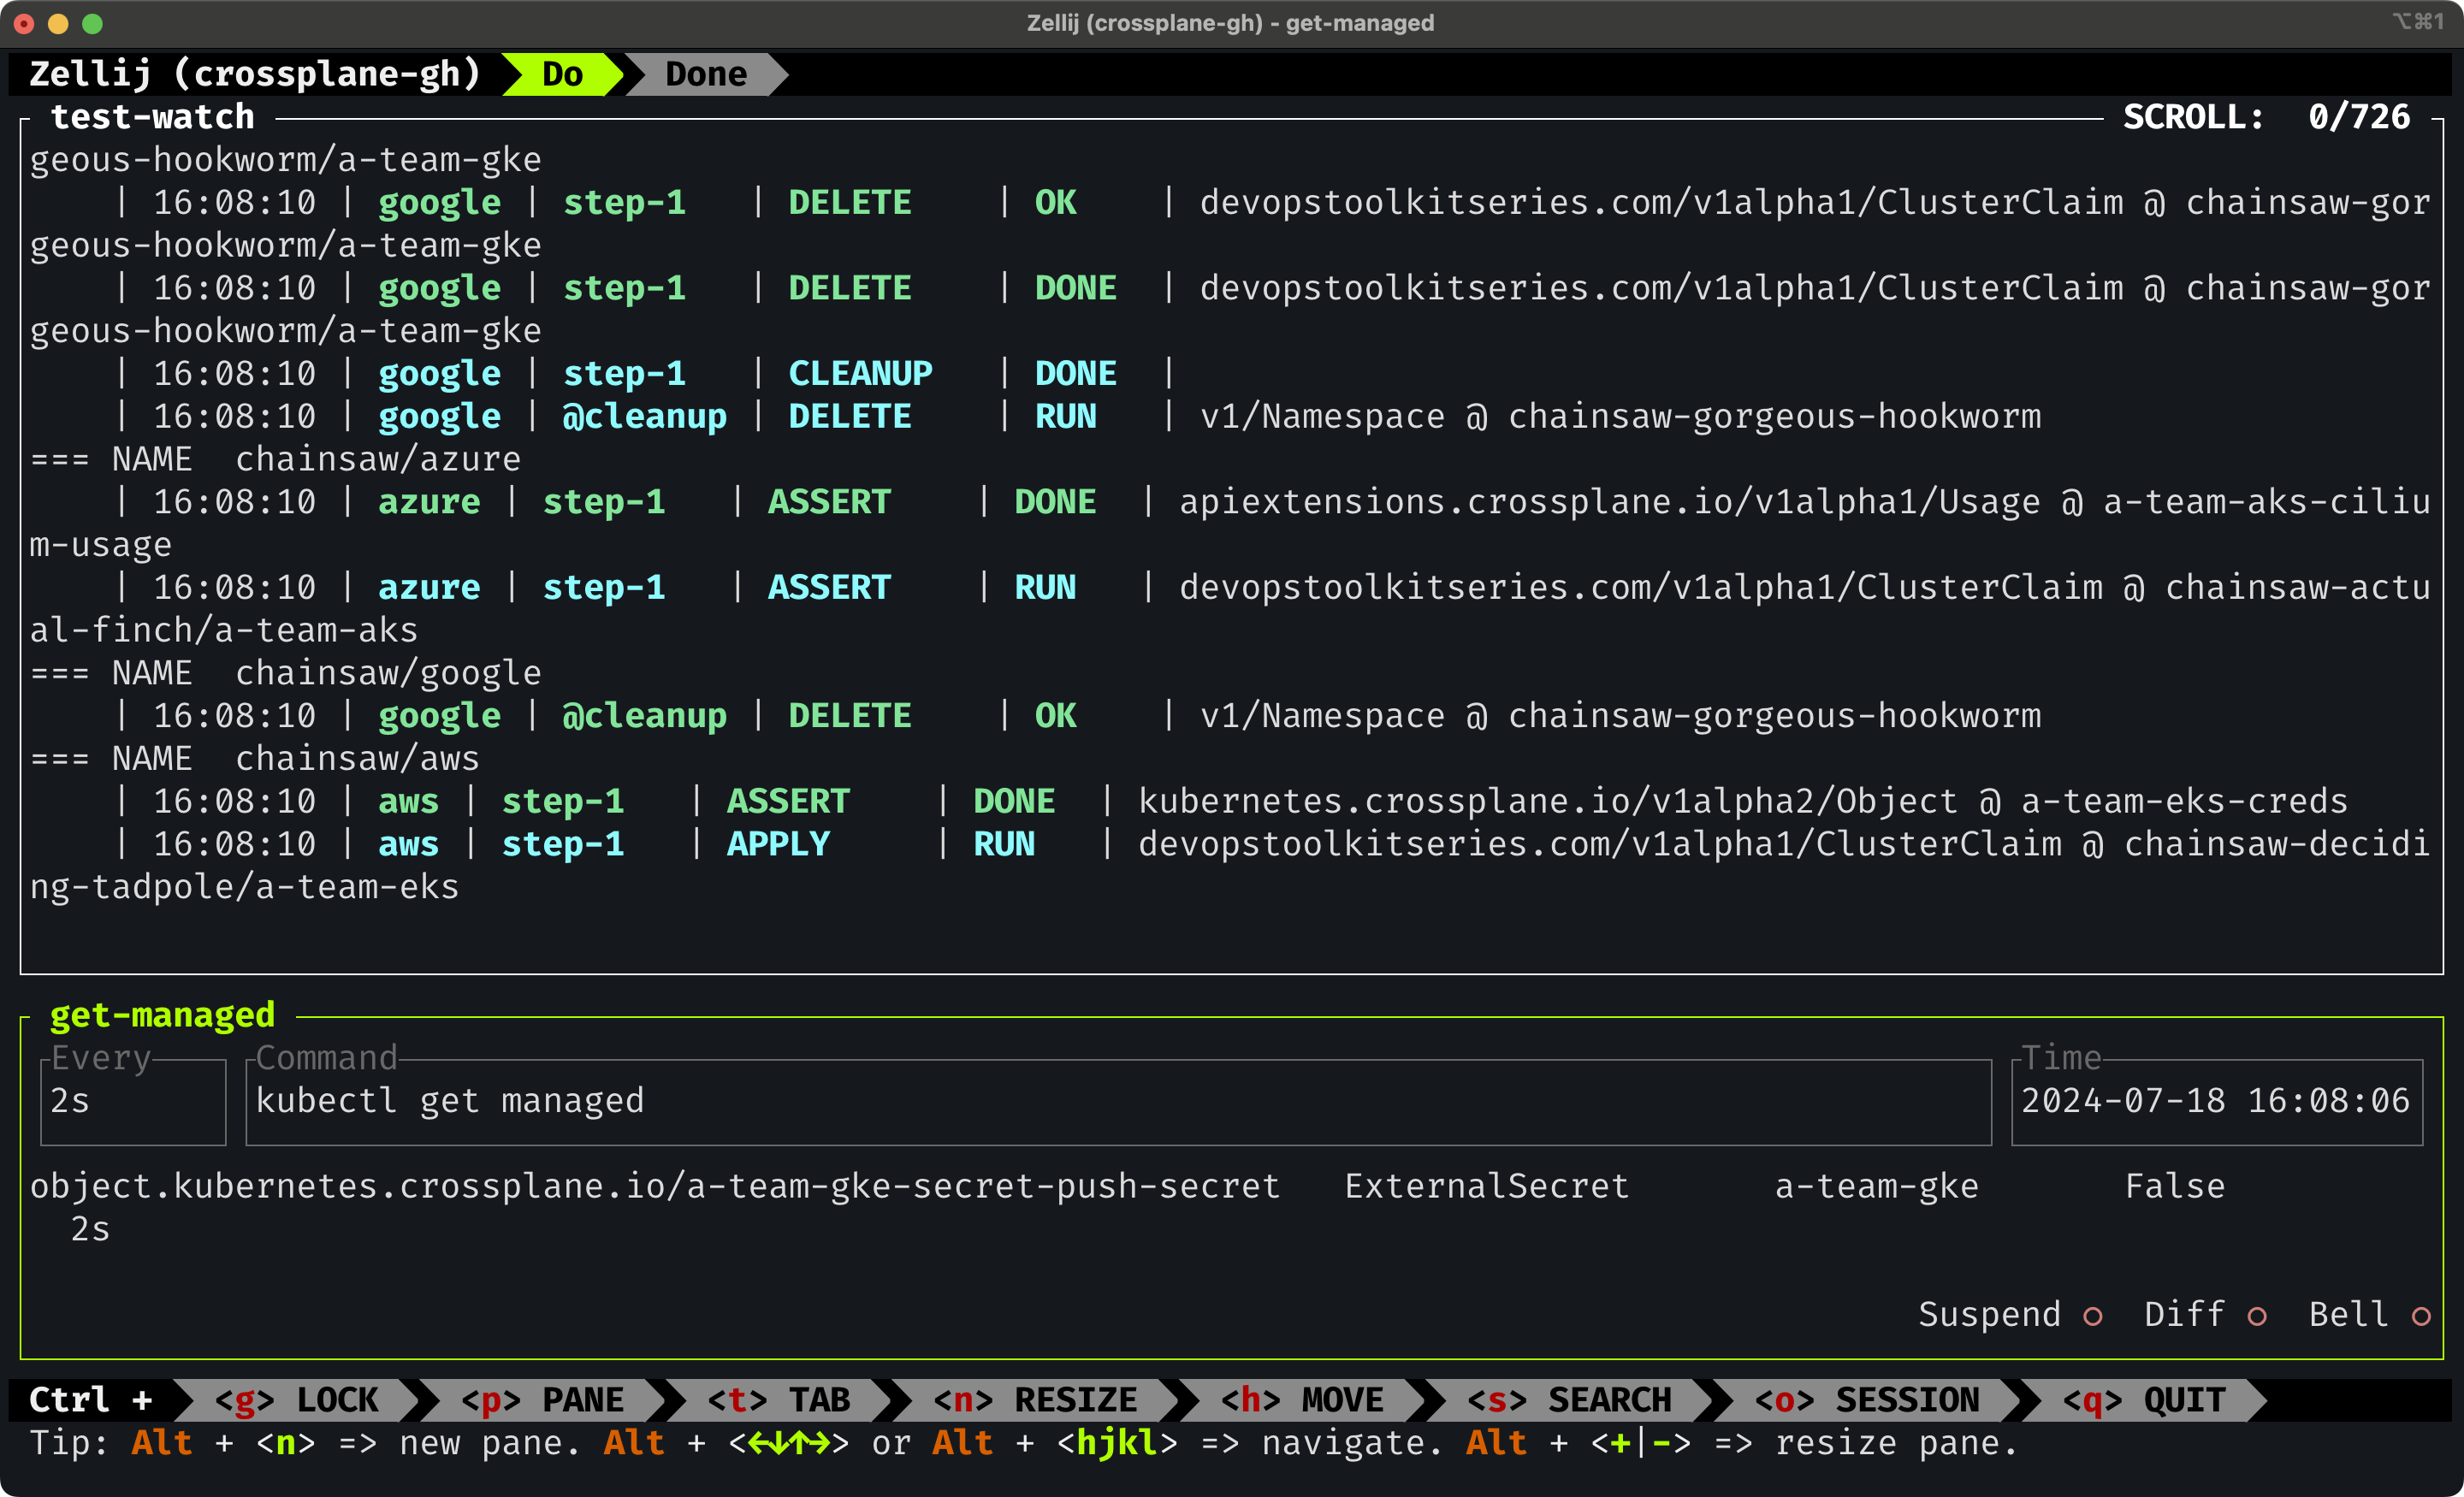 Zellij (crossplane-gh) - get-managed
⌥⌘1
Zellij (crossplane-gh) Do Done
test-watch SCROLL: 0/726
geous-hookworm/a-team-gke
| 16:08:10 | google | step-1 | DELETE | OK | devopstoolkitseries.com/v1alpha1/ClusterClaim @ chainsaw-gor
geous-hookworm/a-team-gke
| 16:08:10 | google | step-1 | DELETE | DONE | devopstoolkitseries.com/v1alpha1/ClusterClaim @ chainsaw-gor
geous-hookworm/a-team-gke
| 16:08:10 | google | step-1 | CLEANUP | DONE |
| 16:08:10 | google | @cleanup | DELETE | RUN | v1/Namespace @ chainsaw-gorgeous-hookworm
=== NAME  chainsaw/azure
| 16:08:10 | azure | step-1 | ASSERT | DONE | apiextensions.crossplane.io/v1alpha1/Usage @ a-team-aks-ciliu
m-usage
| 16:08:10 | azure | step-1 | ASSERT | RUN | devopstoolkitseries.com/v1alpha1/ClusterClaim @ chainsaw-actu
al-finch/a-team-aks
=== NAME  chainsaw/google
| 16:08:10 | google | @cleanup | DELETE | OK | v1/Namespace @ chainsaw-gorgeous-hookworm
=== NAME  chainsaw/aws
| 16:08:10 | aws | step-1 | ASSERT | DONE | kubernetes.crossplane.io/v1alpha2/Object @ a-team-eks-creds
| 16:08:10 | aws | step-1 | APPLY | RUN | devopstoolkitseries.com/v1alpha1/ClusterClaim @ chainsaw-decidi
ng-tadpole/a-team-eks
get-managed
Every Command Time
2s kubectl get managed 2024-07-18 16:08:06
object.kubernetes.crossplane.io/a-team-gke-secret-push-secret ExternalSecret a-team-gke False
2s
Suspend ○ Diff ○ Bell ○
Ctrl + <g> LOCK <p> PANE <t> TAB <n> RESIZE <h> MOVE <s> SEARCH <o> SESSION <q> QUIT
Tip: Alt + <n> => new pane. Alt + <←↓↑→> or Alt + <hjkl> => navigate. Alt + <+|-> => resize pane.